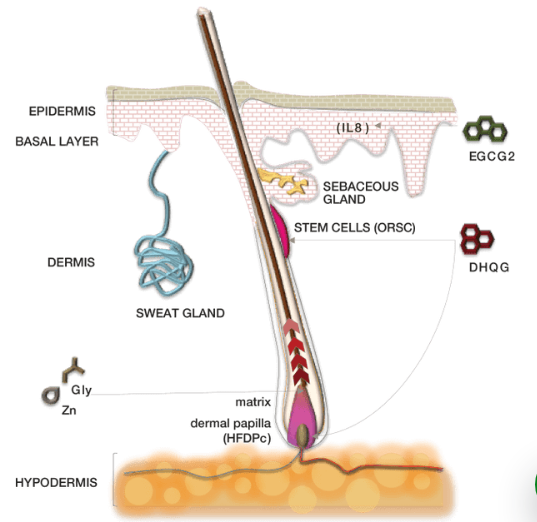 EPIDERMIS
(IL8)
EGCG2
BASAL LAYER
SEBACEOUS
GLAND
STEM CELLS (ORSC)
DERMIS
DHQG
SWEAT GLAND
Gly
Zn
matrix
dermal papilla
(HFDPc)
HYPODERMIS